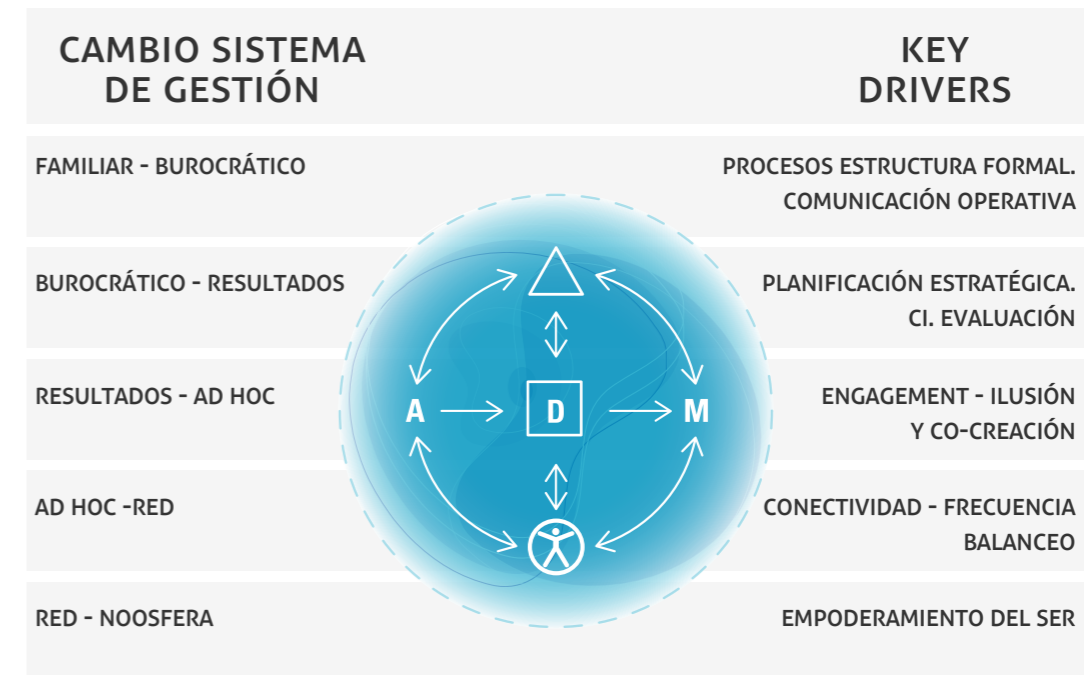 CAMBIO SISTEMA
DE GESTIÓN
KEY
DRIVERS
FAMILIAR - BUROCRÁTICO
PROCESOS ESTRUCTURA FORMAL.
COMUNICACIÓN OPERATIVA
BUROCRÁTICO - RESULTADOS
PLANIFICACIÓN ESTRATÉGICA.
CI. EVALUACIÓN
RESULTADOS - AD HOC
ENGAGEMENT - ILUSIÓN
Y CO-CREACIÓN
A D M
AD HOC -RED
CONECTIVIDAD - FRECUENCIA
BALANCEO
RED - NOOSFERA
EMPODERAMIENTO DEL SER